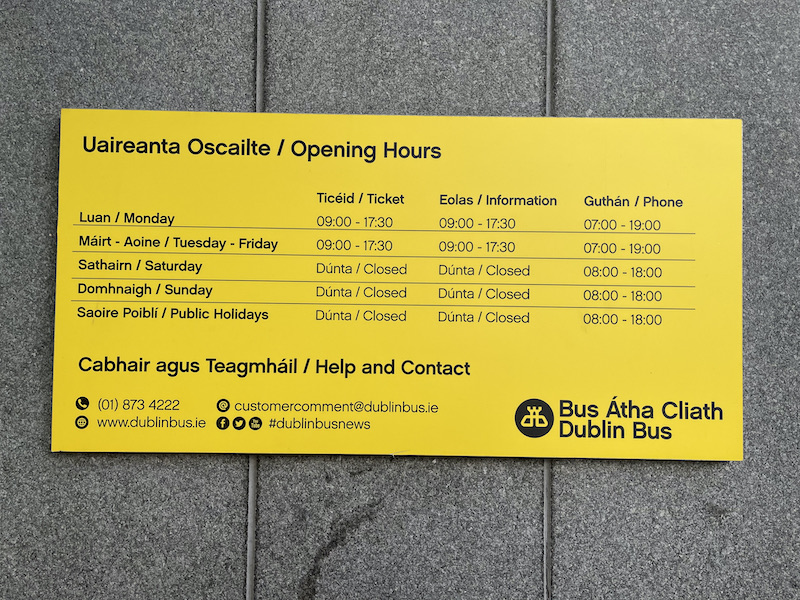 Uaireanta Oscailte / Opening Hours
Ticéid / Ticket Eolas / Information Guthán / Phone
Luan / Monday 09:00 - 17:30 09:00 - 17:30 07:00 - 19:00
Máirt - Aoine / Tuesday - Friday 09:00 - 17:30 09:00 - 17:30 07:00 - 19:00
Sathairn / Saturday Dúnta / Closed Dúnta / Closed 08:00 - 18:00
Domhnaigh / Sunday Dúnta / Closed Dúnta / Closed 08:00 - 18:00
Saoire Poiblí / Public Holidays Dúnta / Closed Dúnta / Closed 08:00 - 18:00
Cabhair agus Teagmháil / Help and Contact
(01) 873 4222 customercomment@dublinbus.ie
www.dublinbus.ie #dublinbusnews
Bus Átha Cliath
Dublin Bus